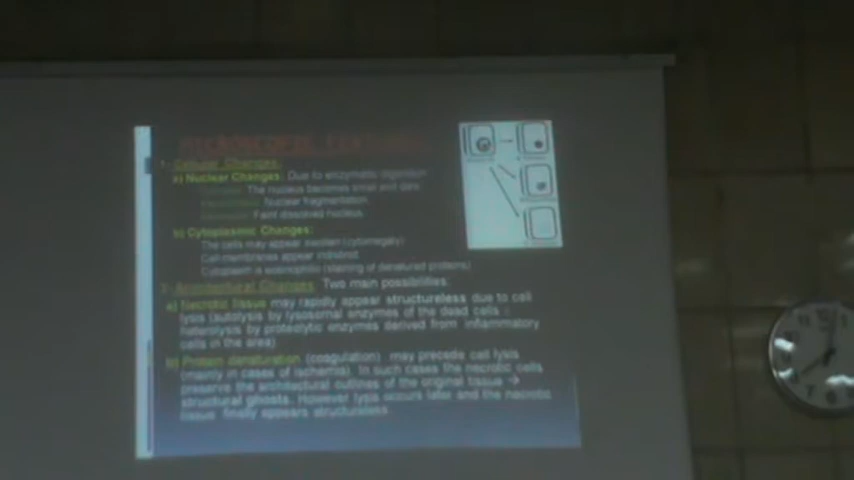 MICROSCOPIC FEATURES
1- Cellular Changes:
a) Nuclear Changes: Due to enzymatic digestion
The nucleus becomes small and dark.
Nuclear fragmentation.
Faint dissolved nucleus.
b) Cytoplasmic Changes:
The cells may appear swollen (cytomegaly)
Cell membranes appear indistinct.
Cytoplasm is eosinophilic (staining of denatured proteins)
2- Architectural Changes: Two main possibilities:
a) Necrotic tissue may rapidly appear structureless due to cell
lysis (autolysis by lysosomal enzymes of the dead cells
heterolysis by proteolytic enzymes derived from inflammatory
cells in the area)
b) Protein denaturation (coagulation) may precede cell lysis
(mainly in cases of ischemia). In such cases the necrotic cells
preserve the architectural outlines of the original tissue →
structural ghosts. However lysis occurs later and the necrotic
tissue finally appears structureless.